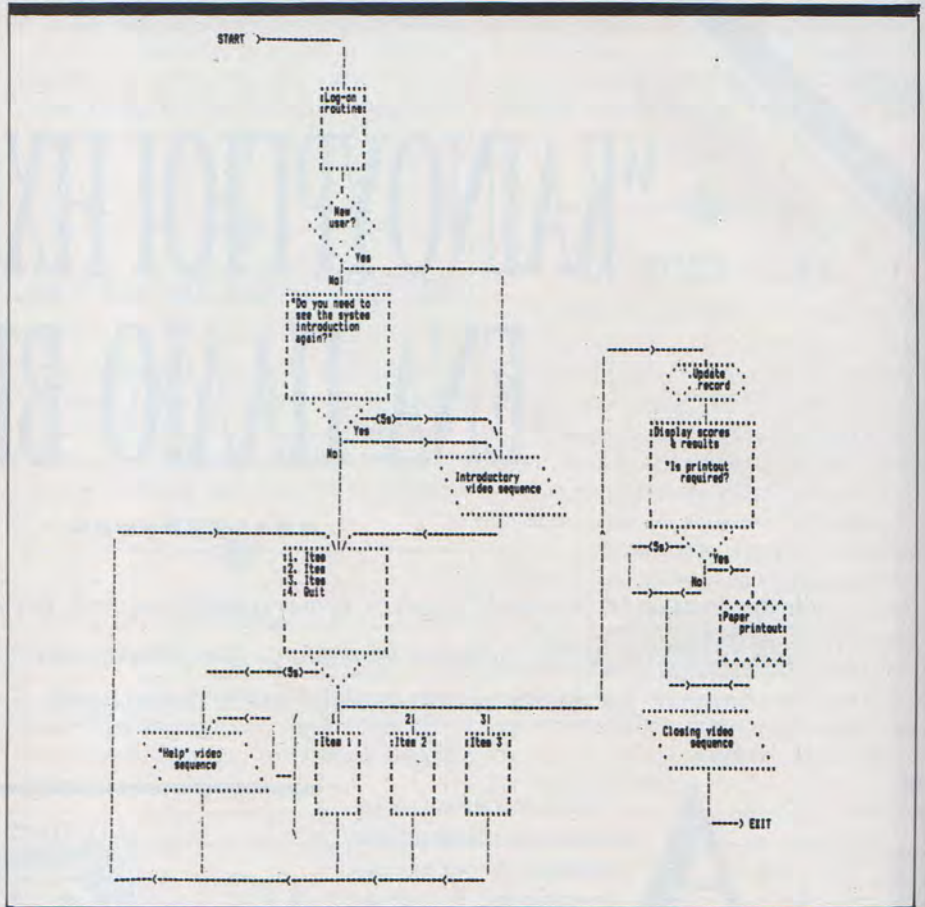 START
Log-on
routine
New
user?
Yes
No
"Do you need to
see the system
introduction
again?"
<5s>
Yes
No
Introductory
video sequence
1. Item
2. Item
3. Item
4. Quit
<5s>
1
2
3
"Help" video
sequence
Item 1
Item 2
Item 3
Update
record
Display scores
& results
"Is printout
required?
<5s>
Yes
No
Paper
printout
Closing video
sequence
EXIT